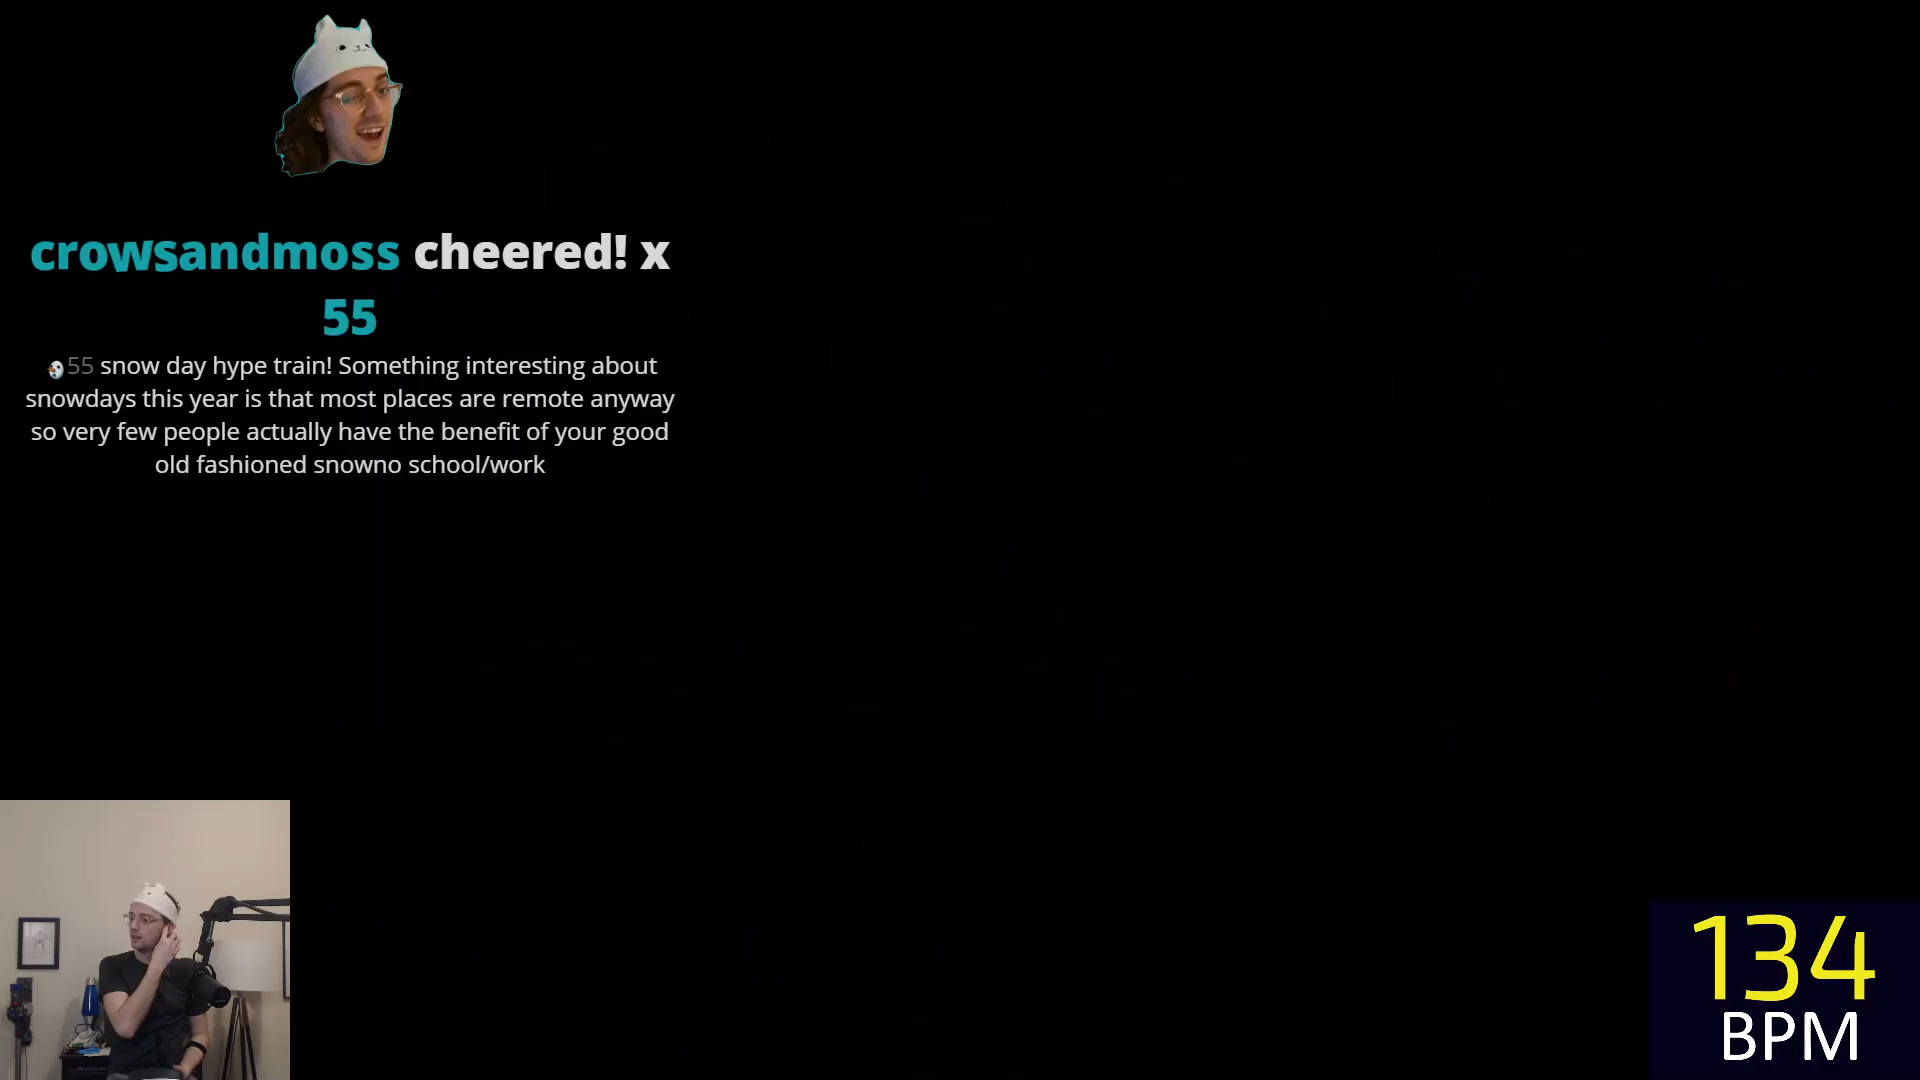 crowsandmoss cheered! x
55
55 snow day hype train! Something interesting about
snowdays this year is that most places are remote anyway
so very few people actually have the benefit of your good
old fashioned snowno school/work
134
BPM